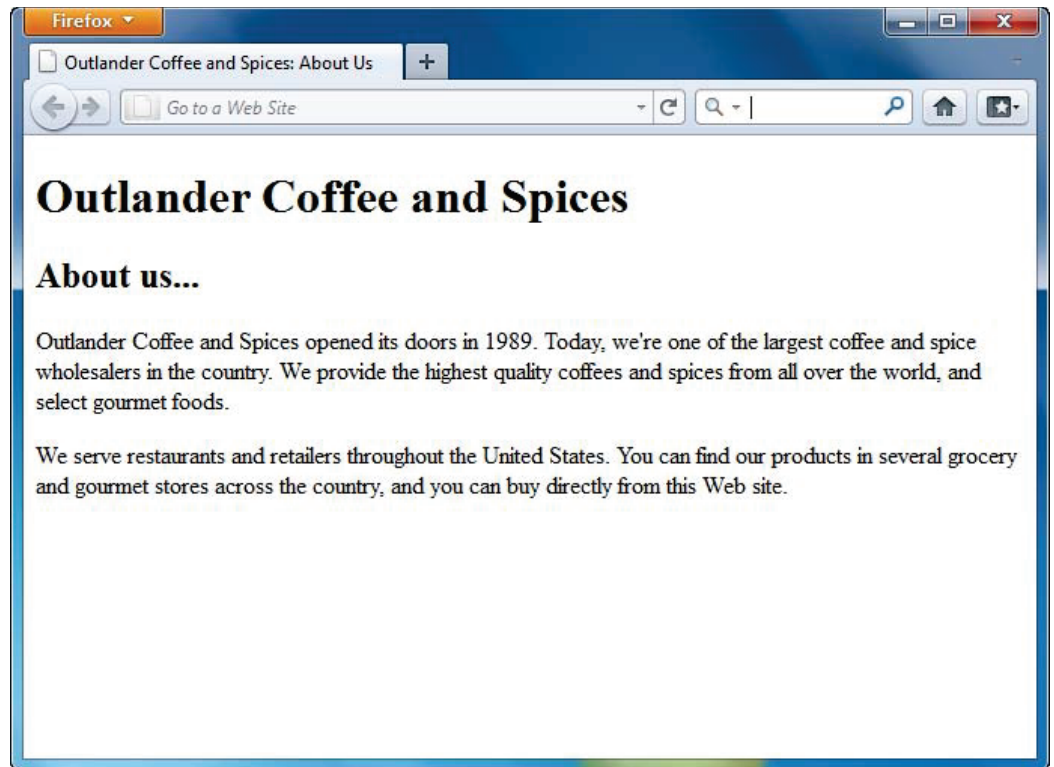 Firefox
Outlander Coffee and Spices: About Us
Go to a Web Site
Outlander Coffee and Spices
About us...
Outlander Coffee and Spices opened its doors in 1989. Today, we're one of the largest coffee and spice
wholesalers in the country. We provide the highest quality coffees and spices from all over the world, and
select gourmet foods.
We serve restaurants and retailers throughout the United States. You can find our products in several grocery
and gourmet stores across the country, and you can buy directly from this Web site.